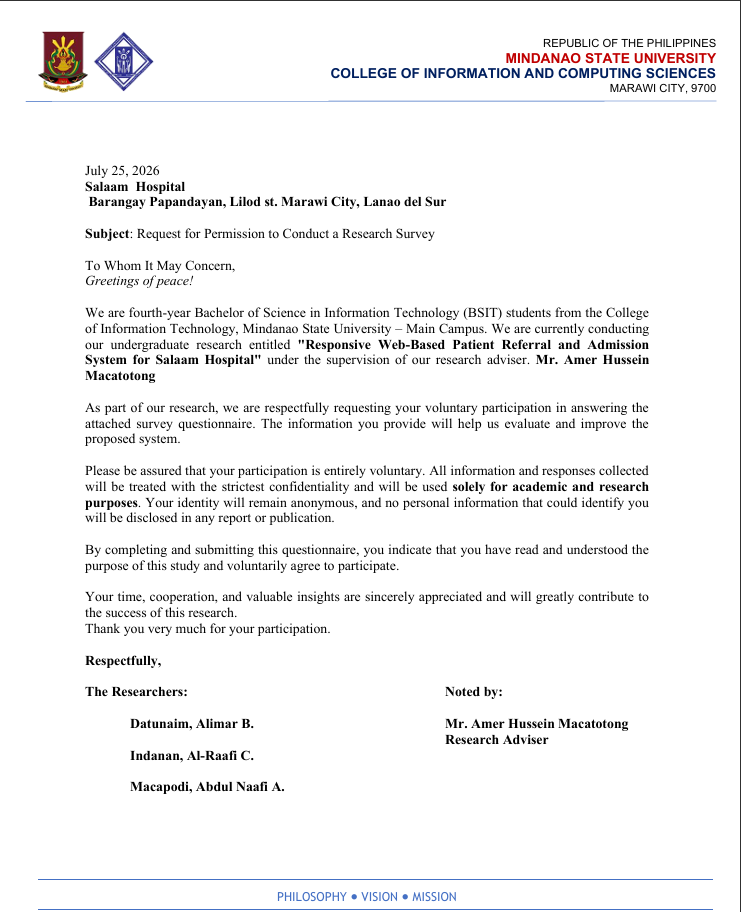 REPUBLIC OF THE PHILIPPINES
MINDANAO STATE UNIVERSITY
COLLEGE OF INFORMATION AND COMPUTING SCIENCES
MARAWI CITY, 9700
July 25, 2026
Salaam Hospital
Barangay Papandayan, Lilod st. Marawi City, Lanao del Sur
Subject: Request for Permission to Conduct a Research Survey
To Whom It May Concern,
Greetings of peace!
We are fourth-year Bachelor of Science in Information Technology (BSIT) students from the College
of Information Technology, Mindanao State University – Main Campus. We are currently conducting
our undergraduate research entitled "Responsive Web-Based Patient Referral and Admission
System for Salaam Hospital" under the supervision of our research adviser. Mr. Amer Hussein
Macatotong
As part of our research, we are respectfully requesting your voluntary participation in answering the
attached survey questionnaire. The information you provide will help us evaluate and improve the
proposed system.
Please be assured that your participation is entirely voluntary. All information and responses collected
will be treated with the strictest confidentiality and will be used solely for academic and research
purposes. Your identity will remain anonymous, and no personal information that could identify you
will be disclosed in any report or publication.
By completing and submitting this questionnaire, you indicate that you have read and understood the
purpose of this study and voluntarily agree to participate.
Your time, cooperation, and valuable insights are sincerely appreciated and will greatly contribute to
the success of this research.
Thank you very much for your participation.
Respectfully,
The Researchers:
Datunaim, Alimar B.
Indanan, Al-Raafi C.
Macapodi, Abdul Naafi A.
Noted by:
Mr. Amer Hussein Macatotong
Research Adviser
PHILOSOPHY ● VISION ● MISSION